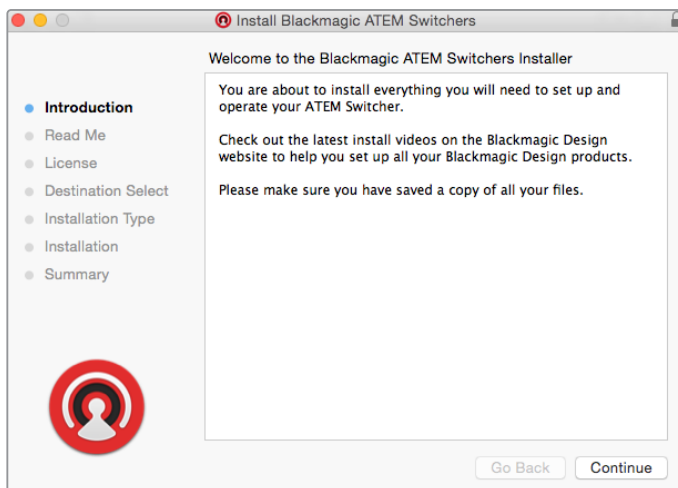 Install Blackmagic ATEM Switchers
Welcome to the Blackmagic ATEM Switchers Installer
Introduction
Read Me
License
Destination Select
Installation Type
Installation
Summary
You are about to install everything you will need to set up and
operate your ATEM Switcher.
Check out the latest install videos on the Blackmagic Design
website to help you set up all your Blackmagic Design products.
Please make sure you have saved a copy of all your files.
Go Back
Continue